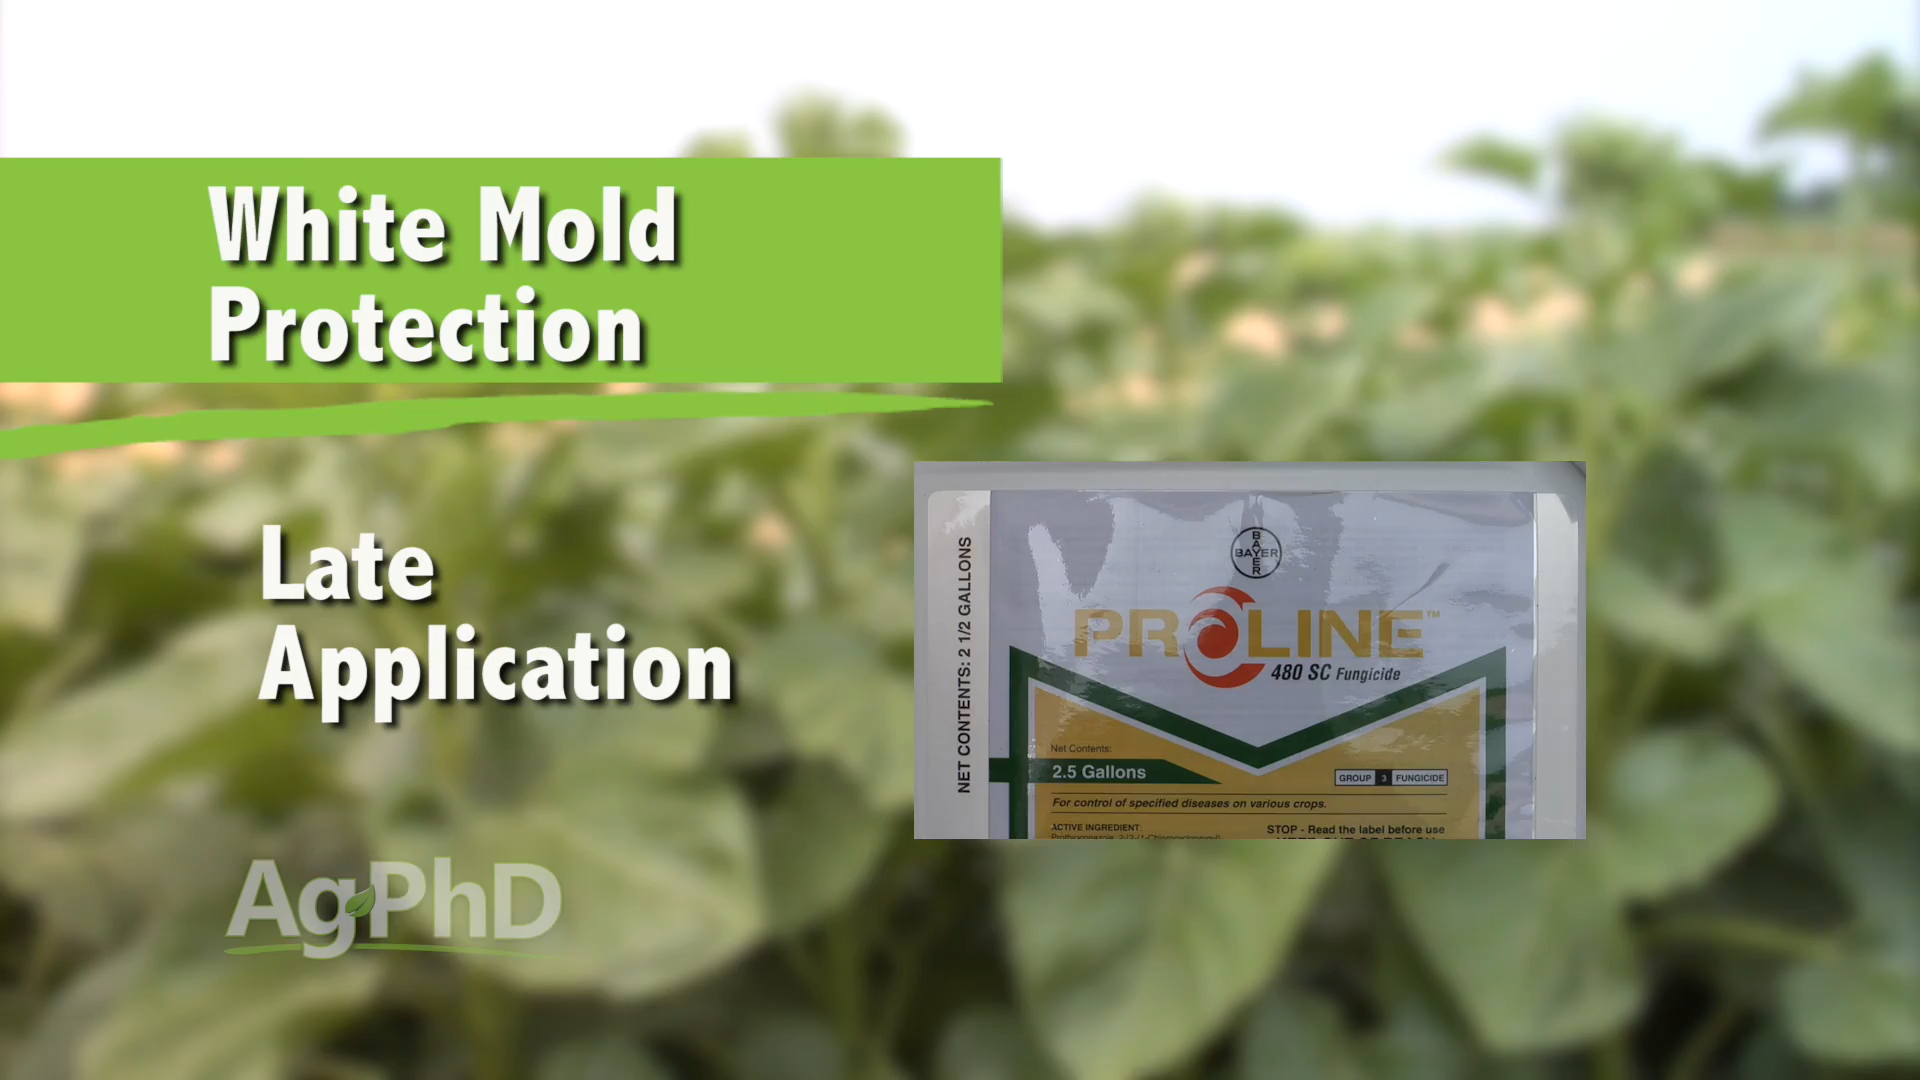 White Mold
Protection
Late
Application
AgPhD
NET CONTENTS: 2 1/2 GALLONS
BAYER
BAYER
PROLINE™
480 SC Fungicide
Net Contents:
2.5 Gallons
GROUP 3 FUNGICIDE
For control of specified diseases on various crops.
ACTIVE INGREDIENT:
STOP - Read the label before use